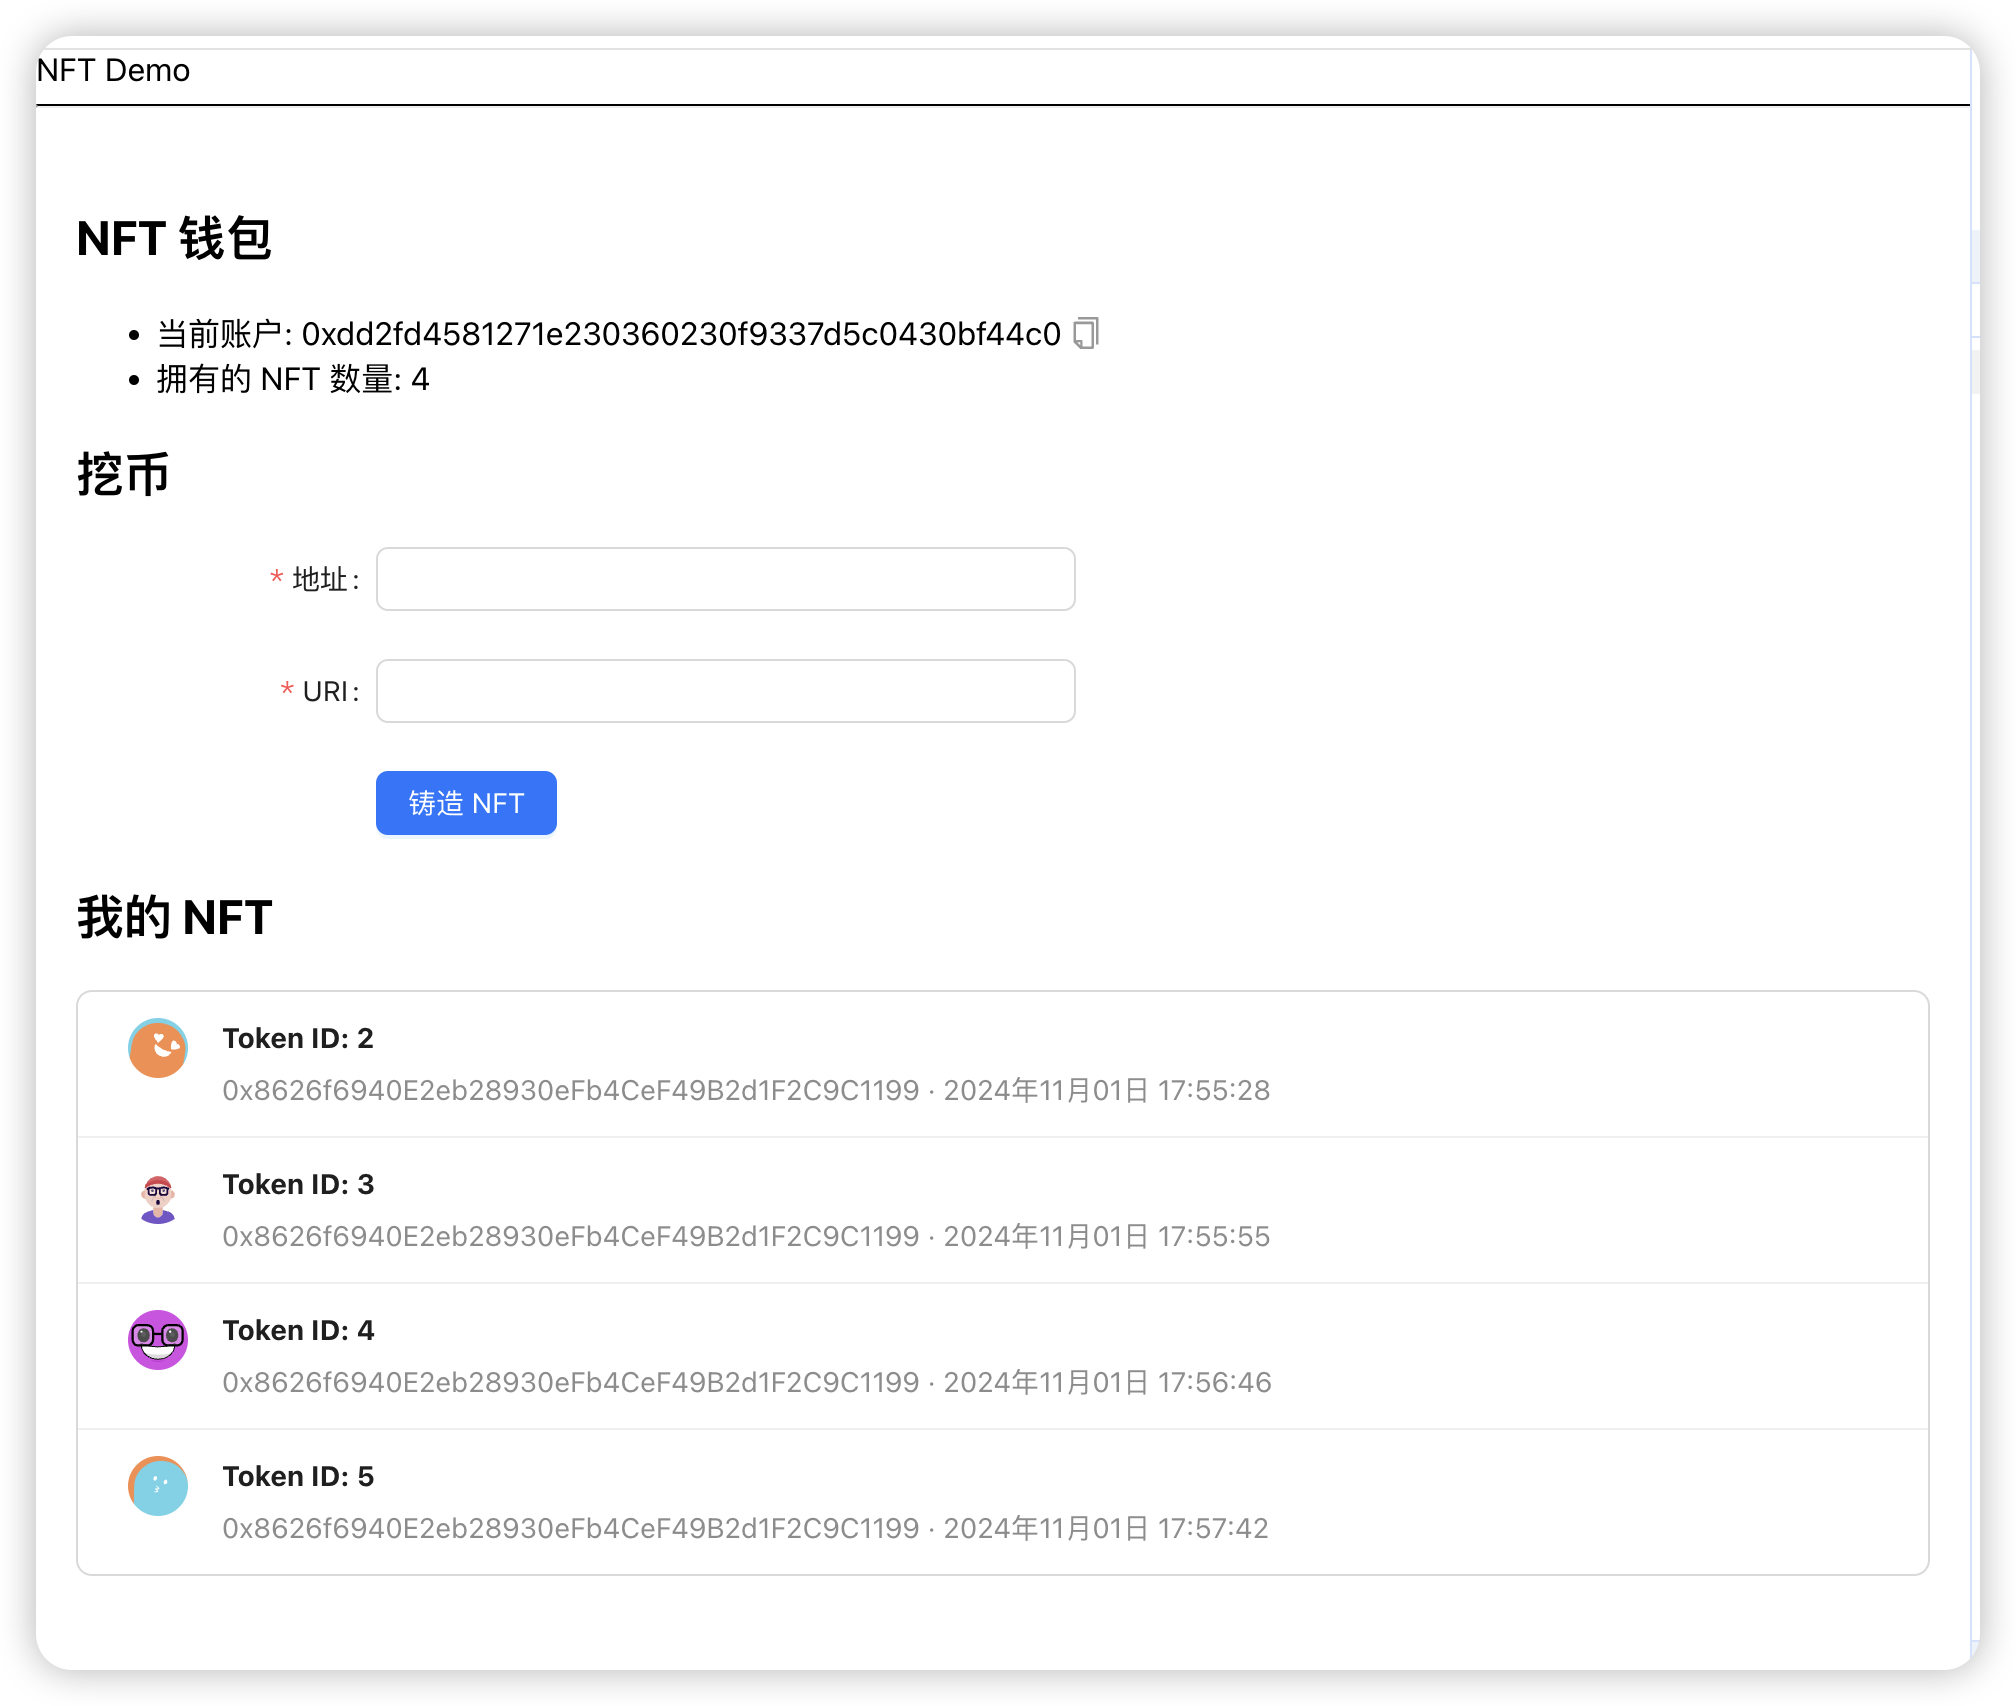 NFT Demo
NFT 钱包
当前账户: 0xdd2fd4581271e230360230f9337d5c0430bf44c0
拥有的 NFT 数量: 4
挖币
* 地址:
* URI:
铸造 NFT
我的 NFT
Token ID: 2
0x8626f6940E2eb28930eFb4CeF49B2d1F2C9C1199 · 2024年11月01日 17:55:28
Token ID: 3
0x8626f6940E2eb28930eFb4CeF49B2d1F2C9C1199 · 2024年11月01日 17:55:55
Token ID: 4
0x8626f6940E2eb28930eFb4CeF49B2d1F2C9C1199 · 2024年11月01日 17:56:46
Token ID: 5
0x8626f6940E2eb28930eFb4CeF49B2d1F2C9C1199 · 2024年11月01日 17:57:42